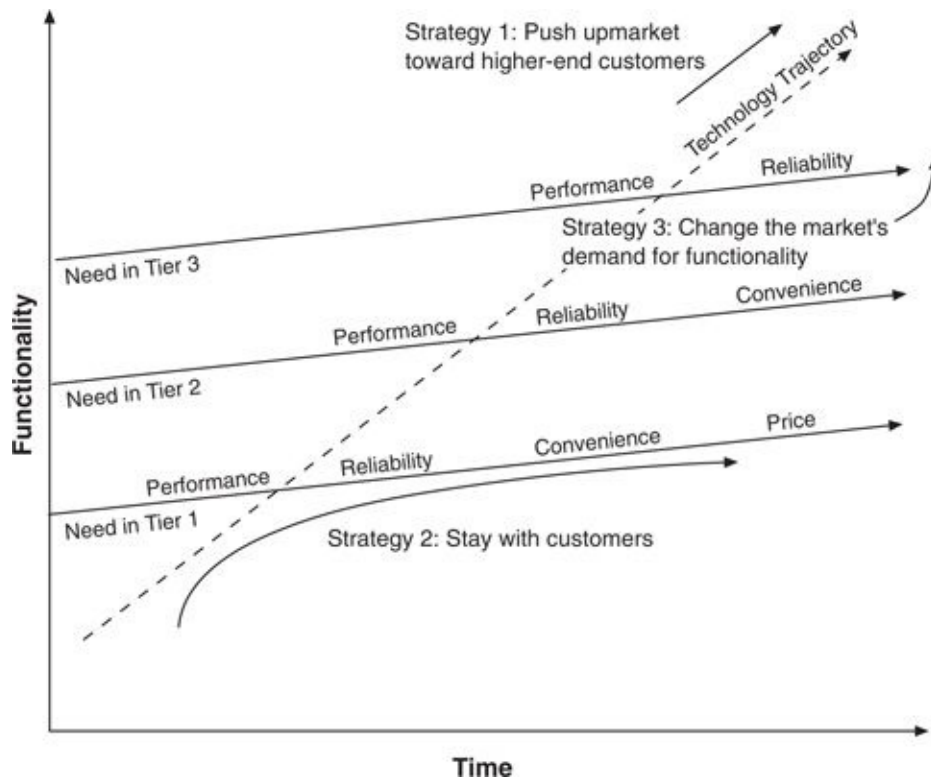 Strategy 1: Push upmarket
toward higher-end customers
Technology Trajectory
Performance
Reliability
Need in Tier 3
Strategy 3: Change the market's
demand for functionality
Performance
Reliability
Convenience
Need in Tier 2
Performance
Reliability
Convenience
Price
Need in Tier 1
Strategy 2: Stay with customers
Functionality
Time